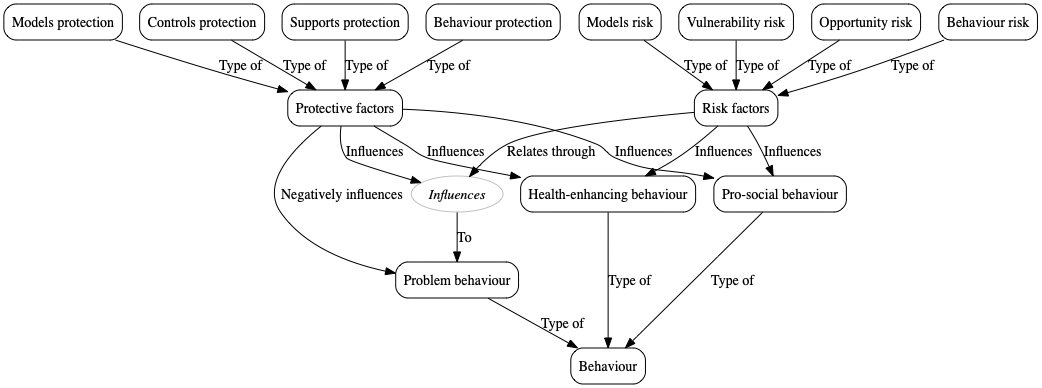 Models protection
Controls protection
Supports protection
Behaviour protection
Models risk
Vulnerability risk
Opportunity risk
Behaviour risk
Type of
Type of
Type of
Type of
Type of
Type of
Type of
Type of
Protective factors
Risk factors
Influences
Influences
Relates through
Influences
Influences
Influences
Negatively influences
Influences
Health-enhancing behaviour
Pro-social behaviour
To
Problem behaviour
Type of
Type of
Type of
Behaviour